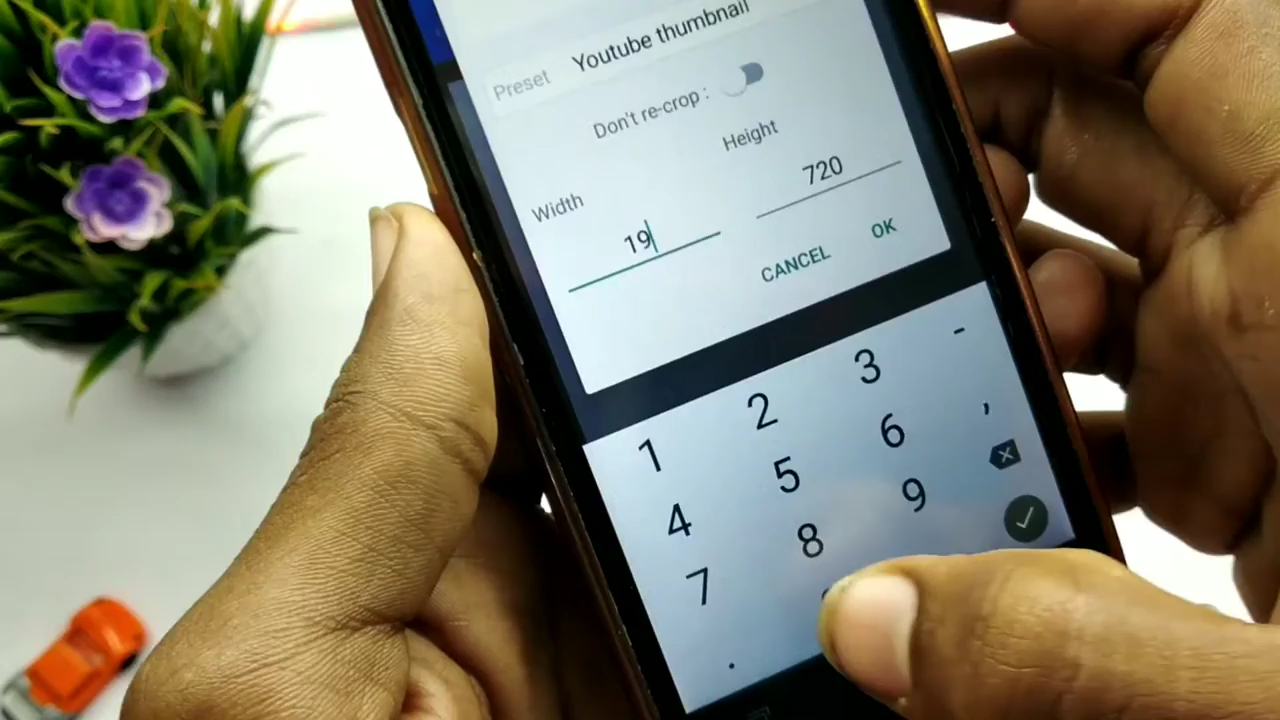 Preset Youtube thumbnail
Don't re-crop :
Width Height
19 720
CANCEL OK
1 2 3 -
4 5 6 ,
7 8 9
.